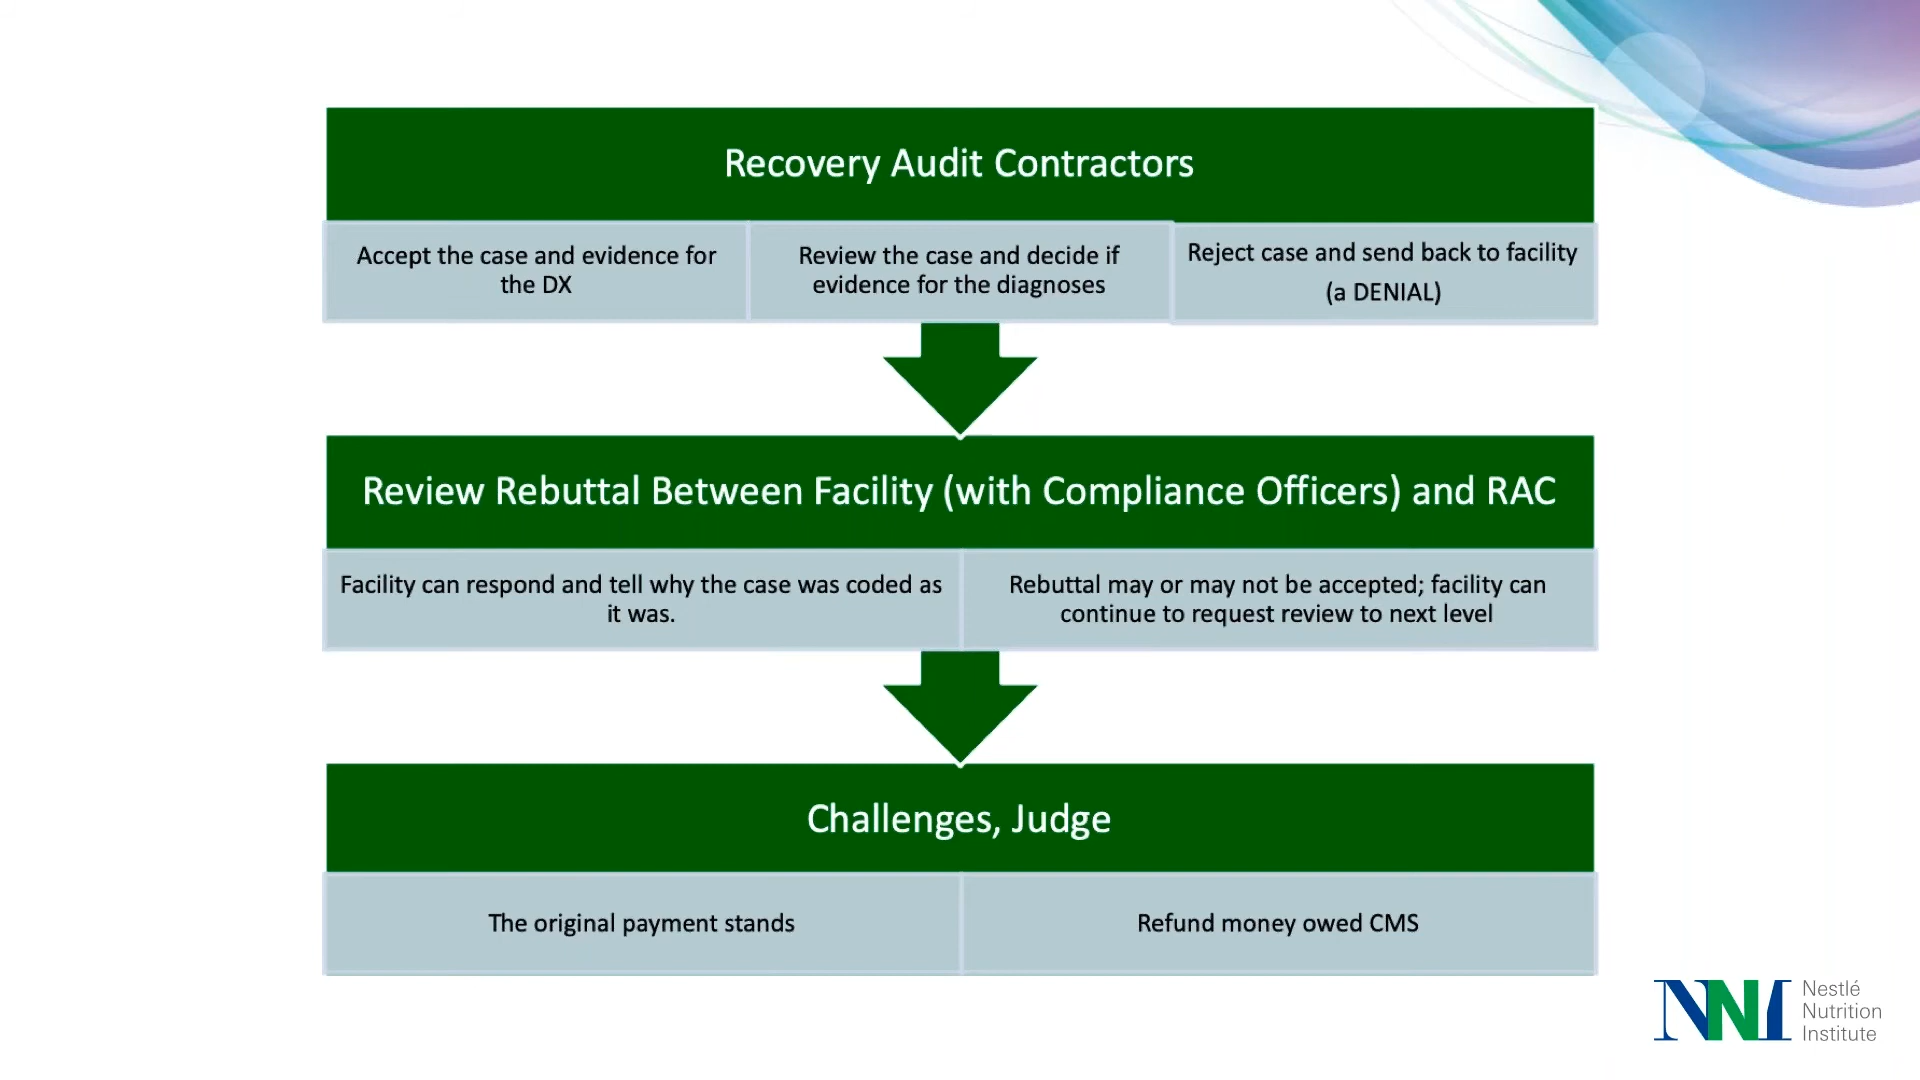 Recovery Audit Contractors
Accept the case and evidence for
the DX
Review the case and decide if
evidence for the diagnoses
Reject case and send back to facility
(a DENIAL)
Review Rebuttal Between Facility (with Compliance Officers) and RAC
Facility can respond and tell why the case was coded as
it was.
Rebuttal may or may not be accepted; facility can
continue to request review to next level
Challenges, Judge
The original payment stands
Refund money owed CMS
NNI
Nestlé
Nutrition
Institute